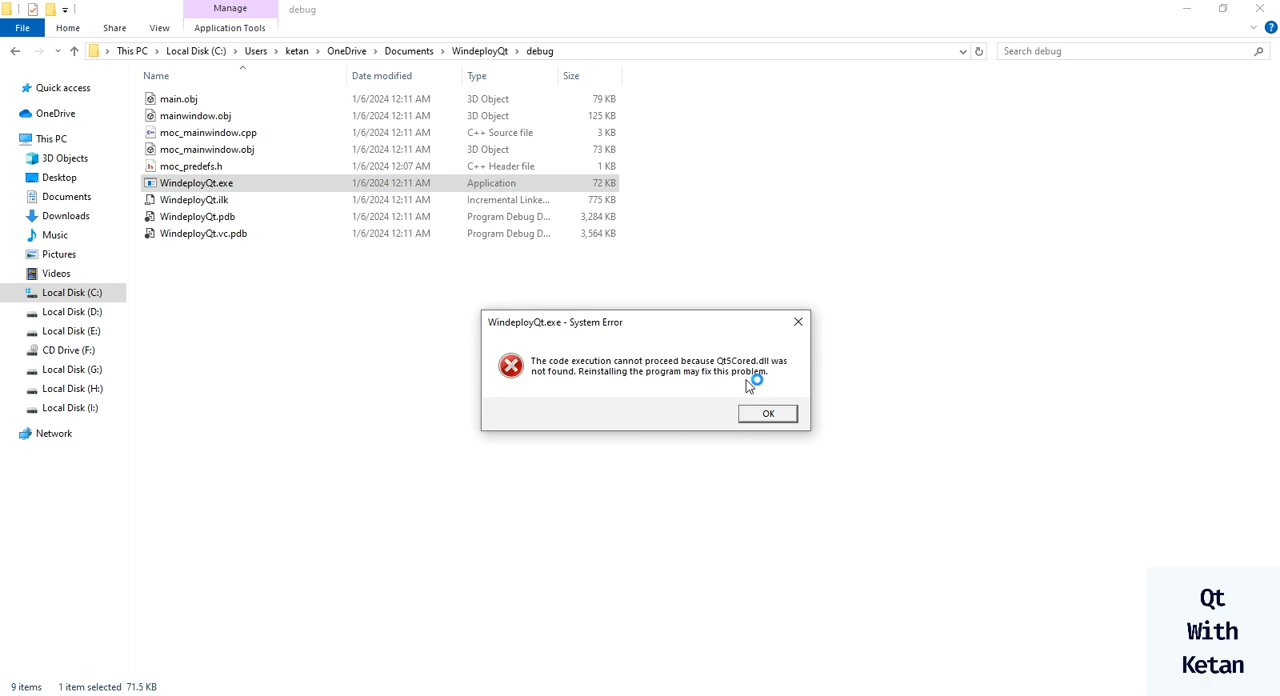 Manage
debug
File
Home
Share
View
Application Tools
This PC > Local Disk (C:) > Users > ketan > OneDrive > Documents > WindeployQt > debug
Search debug
Name
Date modified
Type
Size
Quick access
OneDrive
This PC
3D Objects
Desktop
Documents
Downloads
Music
Pictures
Videos
Local Disk (C:)
Local Disk (D:)
Local Disk (E:)
CD Drive (F:)
Local Disk (G:)
Local Disk (H:)
Local Disk (I:)
Network
main.obj 1/6/2024 12:11 AM 3D Object 79 KB
mainwindow.obj 1/6/2024 12:11 AM 3D Object 125 KB
moc_mainwindow.cpp 1/6/2024 12:11 AM C++ Source file 3 KB
moc_mainwindow.obj 1/6/2024 12:11 AM 3D Object 73 KB
moc_predefs.h 1/6/2024 12:07 AM C++ Header file 1 KB
WindeployQt.exe 1/6/2024 12:11 AM Application 72 KB
WindeployQt.ilk 1/6/2024 12:11 AM Incremental Linke... 775 KB
WindeployQt.pdb 1/6/2024 12:11 AM Program Debug D... 3,284 KB
WindeployQt.vc.pdb 1/6/2024 12:11 AM Program Debug D... 3,564 KB
WindeployQt.exe - System Error
The code execution cannot proceed because Qt5Cored.dll was
not found. Reinstalling the program may fix this problem.
OK
Qt
With
Ketan
9 items
1 item selected 71.5 KB